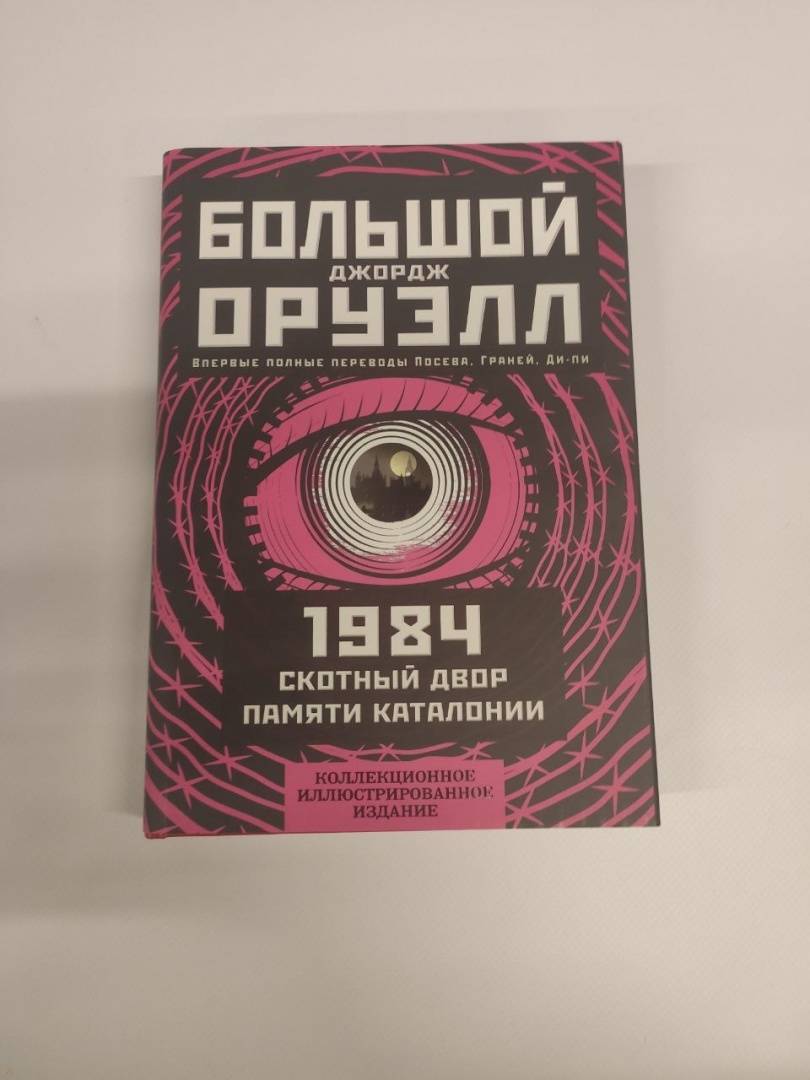 БОЛЬШОЙ
ДЖОРДЖ
ОРУЭЛЛ
Впервые полные переводы Посева, Граней, Ди-пи
1984
СКОТНЫЙ ДВОР
ПАМЯТИ КАТАЛОНИИ
КОЛЛЕКЦИОННОЕ
ИЛЛЮСТРИРОВАННОЕ
ИЗДАНИЕ